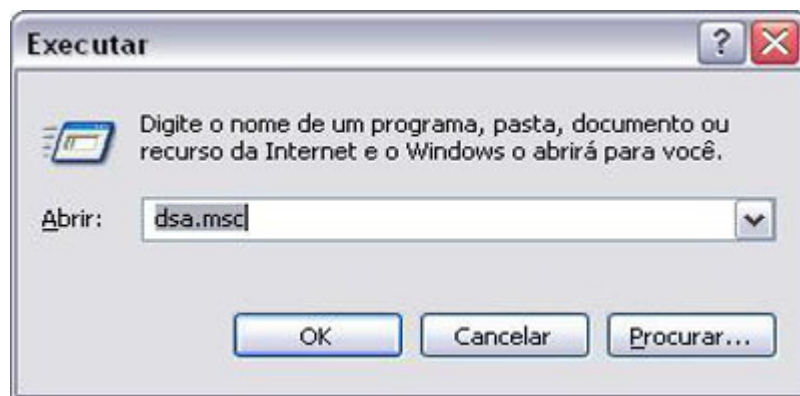 Executar
Digite o nome de um programa, pasta, documento ou
recurso da Internet e o Windows o abrirá para você.
Abrir: dsa.msc
OK Cancelar Procurar...